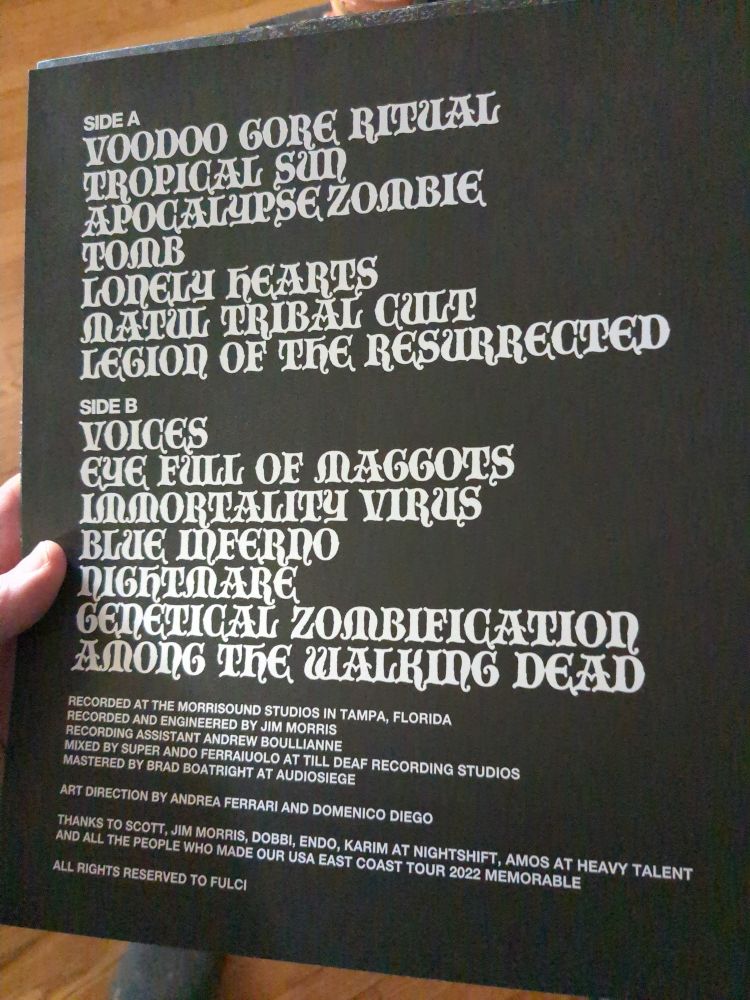 SIDE A
VOODOO GORE RITUAL
TROPICAL SUN
APOCALYPSE ZOMBIE
TOMB
LONELY HEARTS
MATUL TRIBAL CULT
LEGION OF THE RESURRECTED
SIDE B
VOICES
EYE FULL OF MAGGOTS
IMMORTALITY VIRUS
BLUE INFERNO
NIGHTMARE
GENETICAL ZOMBIFICATION
AMONG THE WALKING DEAD
RECORDED AT THE MORRISOUND STUDIOS IN TAMPA, FLORIDA
RECORDED AND ENGINEERED BY JIM MORRIS
RECORDING ASSISTANT ANDREW BOULLIANNE
MIXED BY SUPER ANDO FERRAIUOLO AT TILL DEAF RECORDING STUDIOS
MASTERED BY BRAD BOATRIGHT AT AUDIOSIEGE
ART DIRECTION BY ANDREA FERRARI AND DOMENICO DIEGO
THANKS TO SCOTT, JIM MORRIS, DOBBI, ENDO, KARIM AT NIGHTSHIFT, AMOS AT HEAVY TALENT
AND ALL THE PEOPLE WHO MADE OUR USA EAST COAST TOUR 2022 MEMORABLE
ALL RIGHTS RESERVED TO FULCI